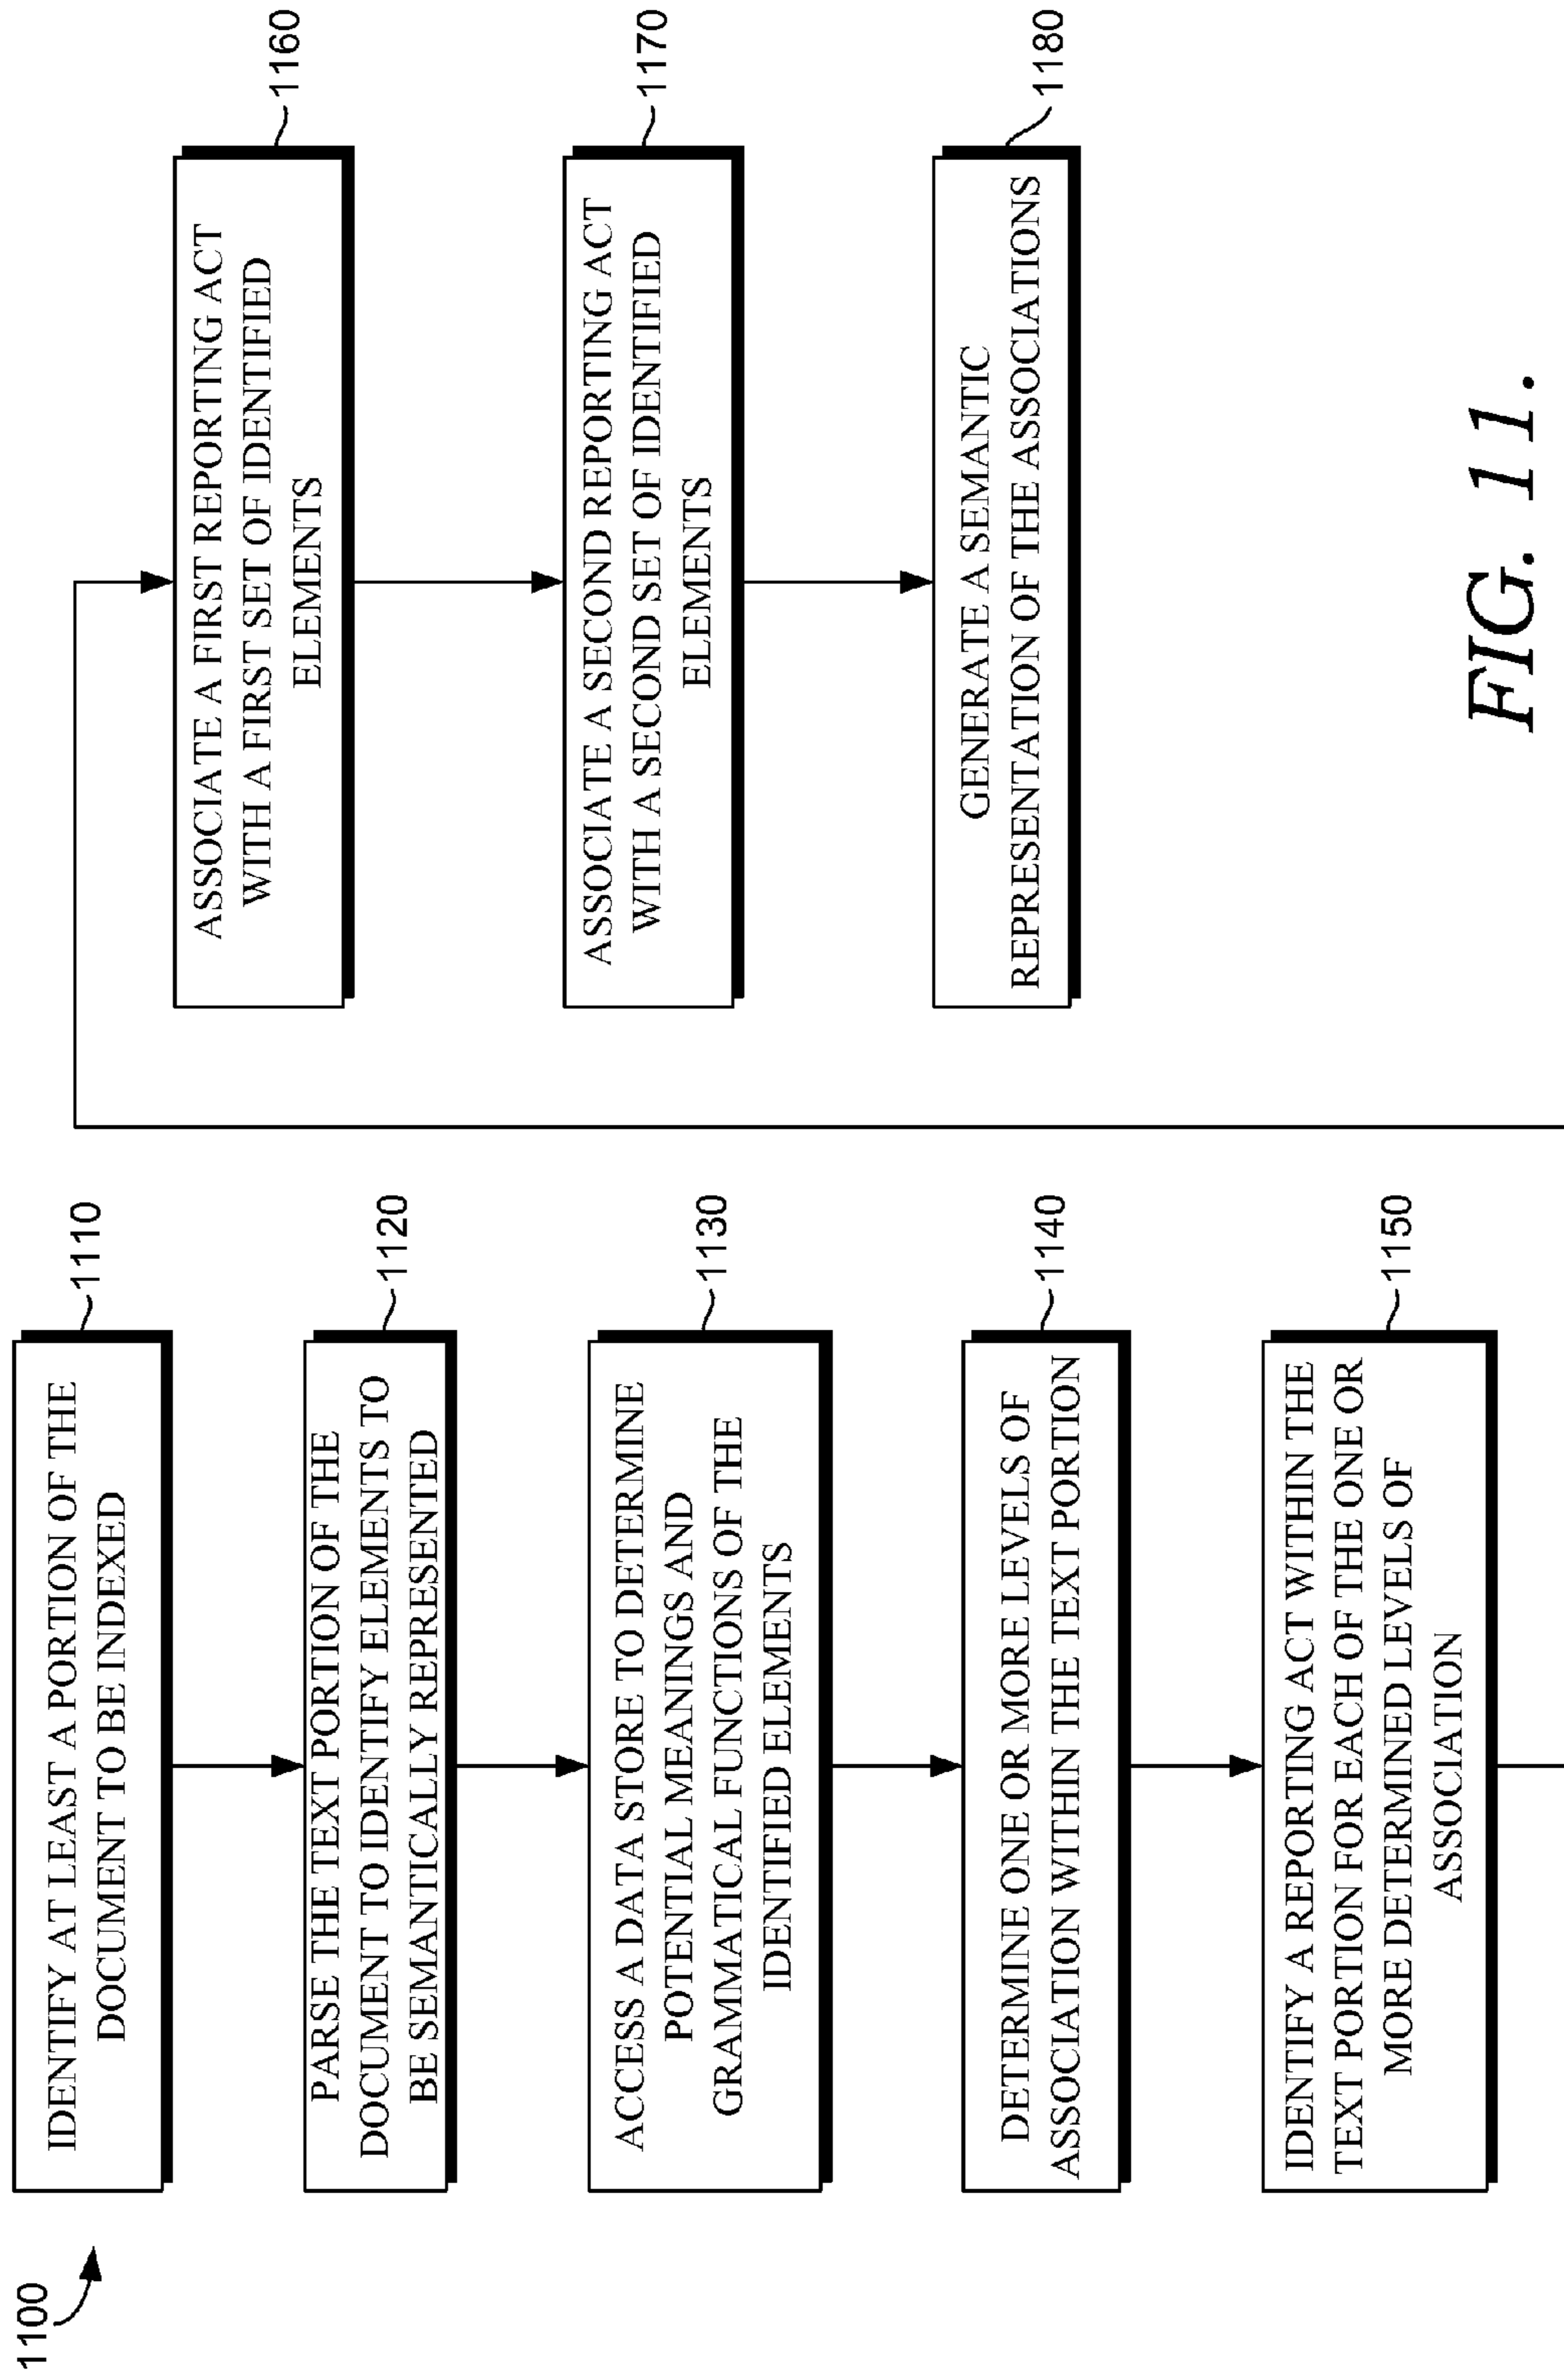 1100
IDENTIFY AT LEAST A PORTION OF THE
DOCUMENT TO BE INDEXED
1110
PARSE THE TEXT PORTION OF THE
DOCUMENT TO IDENTIFY ELEMENTS TO
BE SEMANTICALLY REPRESENTED
1120
ACCESS A DATA STORE TO DETERMINE
POTENTIAL MEANINGS AND
GRAMMATICAL FUNCTIONS OF THE
IDENTIFIED ELEMENTS
1130
DETERMINE ONE OR MORE LEVELS OF
ASSOCIATION WITHIN THE TEXT PORTION
1140
IDENTIFY A REPORTING ACT WITHIN THE
TEXT PORTION FOR EACH OF THE ONE OR
MORE DETERMINED LEVELS OF
ASSOCIATION
1150
ASSOCIATE A FIRST REPORTING ACT
WITH A FIRST SET OF IDENTIFIED
ELEMENTS
1160
ASSOCIATE A SECOND REPORTING ACT
WITH A SECOND SET OF IDENTIFIED
ELEMENTS
1170
GENERATE A SEMANTIC
REPRESENTATION OF THE ASSOCIATIONS
1180
FIG. 11.